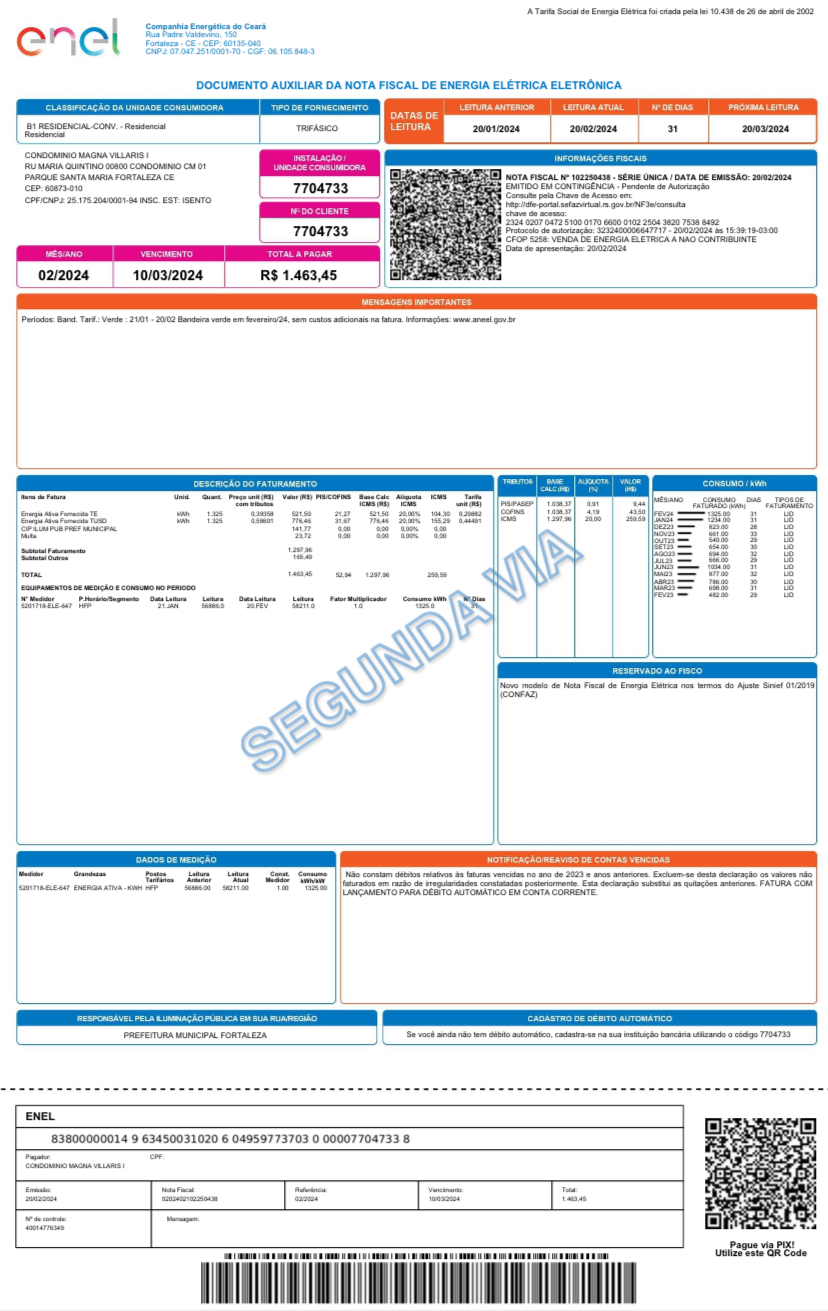 A Tarifa Social de Energia Elétrica foi criada pela lei 10.438 de 26 de abril de 2002
enel
Companhia Energética do Ceará
Rua Padre Valdevino, 150
Fortaleza - CE - CEP: 60135-040
CNPJ: 07.047.251/0001-70 - CGF: 06.105.848-3
DOCUMENTO AUXILIAR DA NOTA FISCAL DE ENERGIA ELÉTRICA ELETRÔNICA
CLASSIFICAÇÃO DA UNIDADE CONSUMIDORA
B1 RESIDENCIAL-CONV. - Residencial
Residencial
TIPO DE FORNECIMENTO
TRIFÁSICO
DATAS DE LEITURA
LEITURA ANTERIOR LEITURA ATUAL Nº DE DIAS PRÓXIMA LEITURA
20/01/2024 20/02/2024 31 20/03/2024
CONDOMINIO MAGNA VILLARIS I
RU MARIA QUINTINO 00800 CONDOMINIO CM 01
PARQUE SANTA MARIA FORTALEZA CE
CEP: 60873-010
CPF/CNPJ: 25.175.204/0001-94 INSC. EST: ISENTO
INSTALAÇÃO /
UNIDADE CONSUMIDORA
7704733
Nº DO CLIENTE
7704733
MÊS/ANO VENCIMENTO TOTAL A PAGAR
02/2024 10/03/2024 R$ 1.463,45
INFORMAÇÕES FISCAIS
NOTA FISCAL Nº 102250438 - SÉRIE ÚNICA / DATA DE EMISSÃO: 20/02/2024
EMITIDO EM CONTINGÊNCIA - Pendente de Autorização
Consulte pela Chave de Acesso em:
http://dfe-portal.sefazvirtual.rs.gov.br/NF3e/consulta
chave de acesso:
2324 0207 0472 5100 0170 6600 0102 2504 3820 7538 8492
Protocolo de autorização: 3232400006647717 - 20/02/2024 às 15:39:19-03:00
CFOP 5258: VENDA DE ENERGIA ELETRICA A NAO CONTRIBUINTE
Data de apresentação: 20/02/2024
MENSAGENS IMPORTANTES
Períodos: Band. Tarif.: Verde : 21/01 - 20/02 Bandeira verde em fevereiro/24, sem custos adicionais na fatura. Informações: www.aneel.gov.br
DESCRIÇÃO DO FATURAMENTO
Itens de Fatura Unid. Quant. Preço unit (R$) com tributos Valor (R$) PIS/COFINS Base Calc ICMS (R$) Alíquota ICMS ICMS Tarifa unit (R$)
Energia Ativa Fornecida TE kWh 1.325 0,39358 521,50 21,27 521,50 20,00% 104,30 0,29882
Energia Ativa Fornecida TUSD kWh 1.325 0,58601 776,46 31,67 776,46 20,00% 155,29 0,44491
CIP ILUM PUB PREF MUNICIPAL 141,77 0,00 0,00 0,00% 0,00
Multa 23,72 0,00 0,00 0,00% 0,00
Subtotal Faturamento 1.297,96
Subtotal Outros 165,49
TOTAL 1.463,45 52,94 1.297,96 259,59
EQUIPAMENTOS DE MEDIÇÃO E CONSUMO NO PERIODO
Nº Medidor P.Horário/Segmento Data Leitura Leitura Data Leitura Leitura Fator Multiplicador Consumo kWh Nº Dias
5201718-ELE-647 HFP 21.JAN 56886.0 20.FEV 58211.0 1.0 1325.0 31
SEGUNDA VIA
TRIBUTOS BASE CALC (R$) ALÍQUOTA (%) VALOR (R$)
PIS/PASEP 1.038,37 0,91 9,44
COFINS 1.038,37 4,19 43,50
ICMS 1.297,96 20,00 259,59
CONSUMO / kWh
MÊS/ANO CONSUMO FATURADO (kWh) DIAS TIPOS DE FATURAMENTO
FEV24 1325.00 31 LID
JAN24 1234.00 31 LID
DEZ23 823.00 28 LID
NOV23 661.00 33 LID
OUT23 540.00 29 LID
SET23 654.00 30 LID
AGO23 694.00 32 LID
JUL23 666.00 29 LID
JUN23 1034.00 31 LID
MAI23 877.00 32 LID
ABR23 786.00 30 LID
MAR23 698.00 31 LID
FEV23 482.00 29 LID
RESERVADO AO FISCO
Novo modelo de Nota Fiscal de Energia Elétrica nos termos do Ajuste Sinief 01/2019
(CONFAZ)
DADOS DE MEDIÇÃO
Medidor Grandezas Postos Tarifários Leitura Anterior Leitura Atual Const. Medidor Consumo kWh/kW
5201718-ELE-647 ENERGIA ATIVA - KWH HFP 56886.00 56211.00 1.00 1325.00
NOTIFICAÇÃO/REAVISO DE CONTAS VENCIDAS
Não constam débitos relativos às faturas vencidas no ano de 2023 e anos anteriores. Excluem-se desta declaração os valores não
faturados em razão de irregularidades constatadas posteriormente. Esta declaração substitui as quitações anteriores. FATURA COM
LANÇAMENTO PARA DÉBITO AUTOMÁTICO EM CONTA CORRENTE.
RESPONSÁVEL PELA ILUMINAÇÃO PÚBLICA EM SUA RUA/REGIÃO
PREFEITURA MUNICIPAL FORTALEZA
CADASTRO DE DÉBITO AUTOMÁTICO
Se você ainda não tem débito automático, cadastra-se na sua instituição bancária utilizando o código 7704733
ENEL
83800000014 9 63450031020 6 04959773703 0 00007704733 8
Pagador: CPF:
CONDOMINIO MAGNA VILLARIS I
Emissão: Nota Fiscal: Referência: Vencimento: Total:
20/02/2024 0202402102250438 02/2024 10/03/2024 1.463,45
Nº de controle: Mensagem:
40014776349
Pague via PIX!
Utilize este QR Code